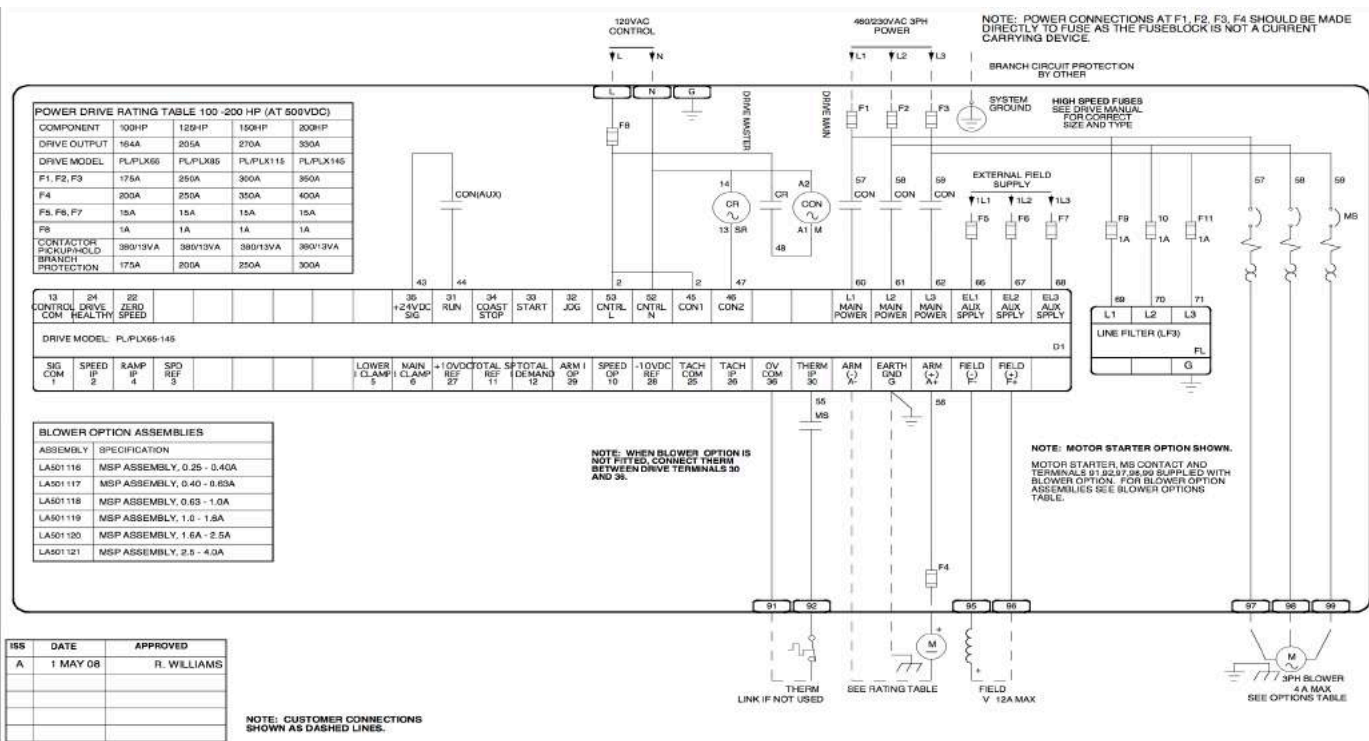 120VAC
CONTROL
L N
480/230VAC 3PH
POWER
L1 L2 L3
NOTE: POWER CONNECTIONS AT F1, F2, F3, F4 SHOULD BE MADE
DIRECTLY TO FUSE AS THE FUSEBLOCK IS NOT A CURRENT
CARRYING DEVICE.
BRANCH CIRCUIT PROTECTION
BY OTHER
L N G
SYSTEM
GROUND
HIGH SPEED FUSES
SEE DRIVE MANUAL
FOR CORRECT
SIZE AND TYPE
DRIVE MASTER
DRIVE MAIN
F8 F1 F2 F3
POWER DRIVE RATING TABLE 100 -200 HP (AT 500VDC)
COMPONENT 100HP 125HP 150HP 200HP
DRIVE OUTPUT 164A 205A 270A 330A
DRIVE MODEL PL/PLX65 PL/PLX85 PL/PLX115 PL/PLX145
F1, F2, F3 175A 250A 300A 350A
F4 200A 250A 350A 400A
F5, F6, F7 15A 15A 15A 15A
F8 1A 1A 1A 1A
CONTACTOR
PICKUP/HOLD 380/13VA 380/13VA 380/13VA 380/13VA
BRANCH
PROTECTION 175A 200A 250A 300A
CON(AUX)
14 CR A2 57 58 59
CR CON CON CON CON
13 SR A1 M
48
EXTERNAL FIELD
SUPPLY
1L1 1L2 1L3
F5 F6 F7
F9 10 F11
1A 1A 1A
57 58 59
MS
43 44 2 2 47 60 61 62 66 67 68
69 70 71
13 CONTROL COM
24 DRIVE HEALTHY
22 ZERO SPEED
35 +24VDC SIG
31 RUN
34 COAST STOP
33 START
32 JOG
53 CNTRL L
52 CNTRL N
45 CON1
46 CON2
L1 MAIN POWER
L2 MAIN POWER
L3 MAIN POWER
EL1 AUX SPPLY
EL2 AUX SPPLY
EL3 AUX SPPLY
L1 L2 L3
LINE FILTER (LF3)
FL
G
DRIVE MODEL: PL/PLX65-145
D1
SIG COM 1
SPEED IP 2
RAMP IP 4
SPD REF 3
LOWER I CLAMP 5
MAIN I CLAMP 6
+10VDC REF 27
TOTAL SP REF 11
TOTAL I DEMAND 12
ARM I OP 29
SPEED OP 10
-10VDC REF 28
TACH COM 25
TACH IP 26
0V COM 36
THERM IP 30
ARM (-) A-
EARTH GND G
ARM (+) A+
FIELD (-) F-
FIELD (+) F+
55 56
MS
BLOWER OPTION ASSEMBLIES
ASSEMBLY SPECIFICATION
LA501116 MSP ASSEMBLY, 0.25 - 0.40A
LA501117 MSP ASSEMBLY, 0.40 - 0.63A
LA501118 MSP ASSEMBLY, 0.63 - 1.0A
LA501119 MSP ASSEMBLY, 1.0 - 1.6A
LA501120 MSP ASSEMBLY, 1.6A - 2.5A
LA501121 MSP ASSEMBLY, 2.5 - 4.0A
NOTE: WHEN BLOWER OPTION IS
NOT FITTED, CONNECT THERM
BETWEEN DRIVE TERMINALS 30
AND 36.
NOTE: MOTOR STARTER OPTION SHOWN.
MOTOR STARTER, MS CONTACT AND
TERMINALS 91,92,97,98,99 SUPPLIED WITH
BLOWER OPTION. FOR BLOWER OPTION
ASSEMBLIES SEE BLOWER OPTIONS
TABLE.
F4
91 92 95 96 97 98 99
M
M
THERM
LINK IF NOT USED
SEE RATING TABLE
FIELD
V 12A MAX
3PH BLOWER
4 A MAX
SEE OPTIONS TABLE
ISS DATE APPROVED
A 1 MAY 08 R. WILLIAMS
NOTE: CUSTOMER CONNECTIONS
SHOWN AS DASHED LINES.